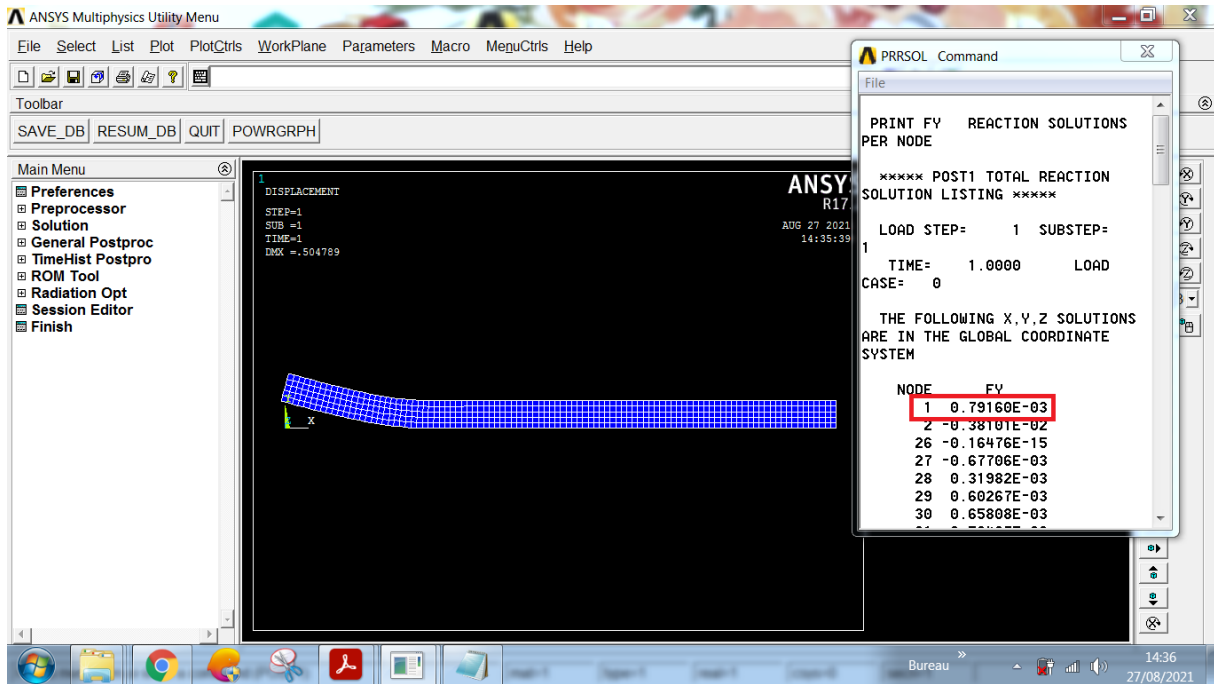 ANSYS Multiphysics Utility Menu
File Select List Plot PlotCtrls WorkPlane Parameters Macro MenuCtrls Help
Toolbar
SAVE_DB RESUM_DB QUIT POWRGRPH
Main Menu
Preferences
Preprocessor
Solution
General Postproc
TimeHist Postpro
ROM Tool
Radiation Opt
Session Editor
Finish
1
DISPLACEMENT
STEP=1
SUB =1
TIME=1
DMX =.504789
ANSYS
R17.
AUG 27 2021
14:35:39
X
PRRSOL Command
File
PRINT FY REACTION SOLUTIONS
PER NODE
***** POST1 TOTAL REACTION
SOLUTION LISTING *****
LOAD STEP= 1 SUBSTEP=
1
TIME= 1.0000 LOAD
CASE= 0
THE FOLLOWING X,Y,Z SOLUTIONS
ARE IN THE GLOBAL COORDINATE
SYSTEM
NODE FY
1 0.79160E-03
2 -0.38101E-02
26 -0.16476E-15
27 -0.67706E-03
28 0.31982E-03
29 0.60267E-03
30 0.65808E-03
Bureau
14:36
27/08/2021